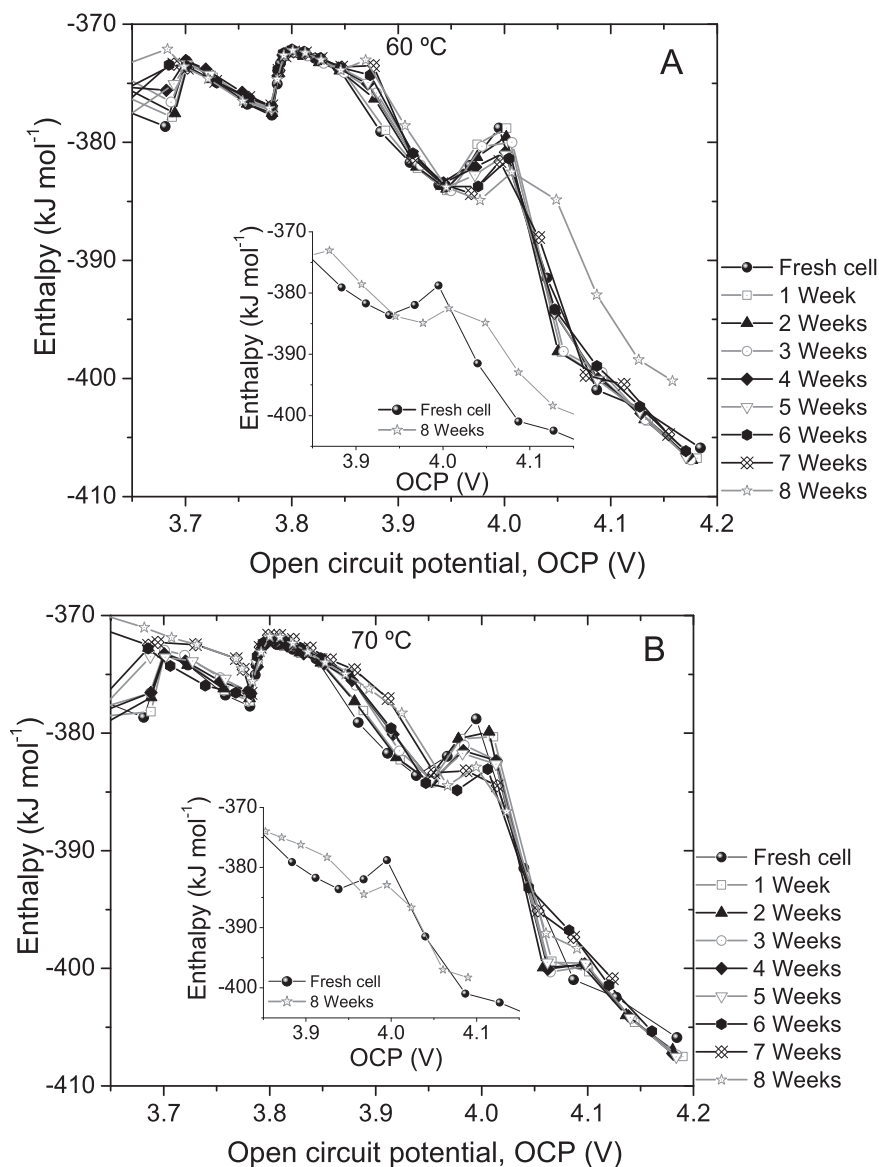 -370
-380
-390
-400
-410
Enthalpy (kJ mol⁻¹)
60 ºC
A
-370
-380
-390
-400
Enthalpy (kJ mol⁻¹)
Fresh cell
8 Weeks
3.9 4.0 4.1
OCP (V)
Fresh cell
1 Week
2 Weeks
3 Weeks
4 Weeks
5 Weeks
6 Weeks
7 Weeks
8 Weeks
3.7 3.8 3.9 4.0 4.1 4.2
Open circuit potential, OCP (V)
-370
-380
-390
-400
-410
Enthalpy (kJ mol⁻¹)
70 ºC
B
-370
-380
-390
-400
Enthalpy (kJ mol⁻¹)
Fresh cell
8 Weeks
3.9 4.0 4.1
OCP (V)
Fresh cell
1 Week
2 Weeks
3 Weeks
4 Weeks
5 Weeks
6 Weeks
7 Weeks
8 Weeks
3.7 3.8 3.9 4.0 4.1 4.2
Open circuit potential, OCP (V)